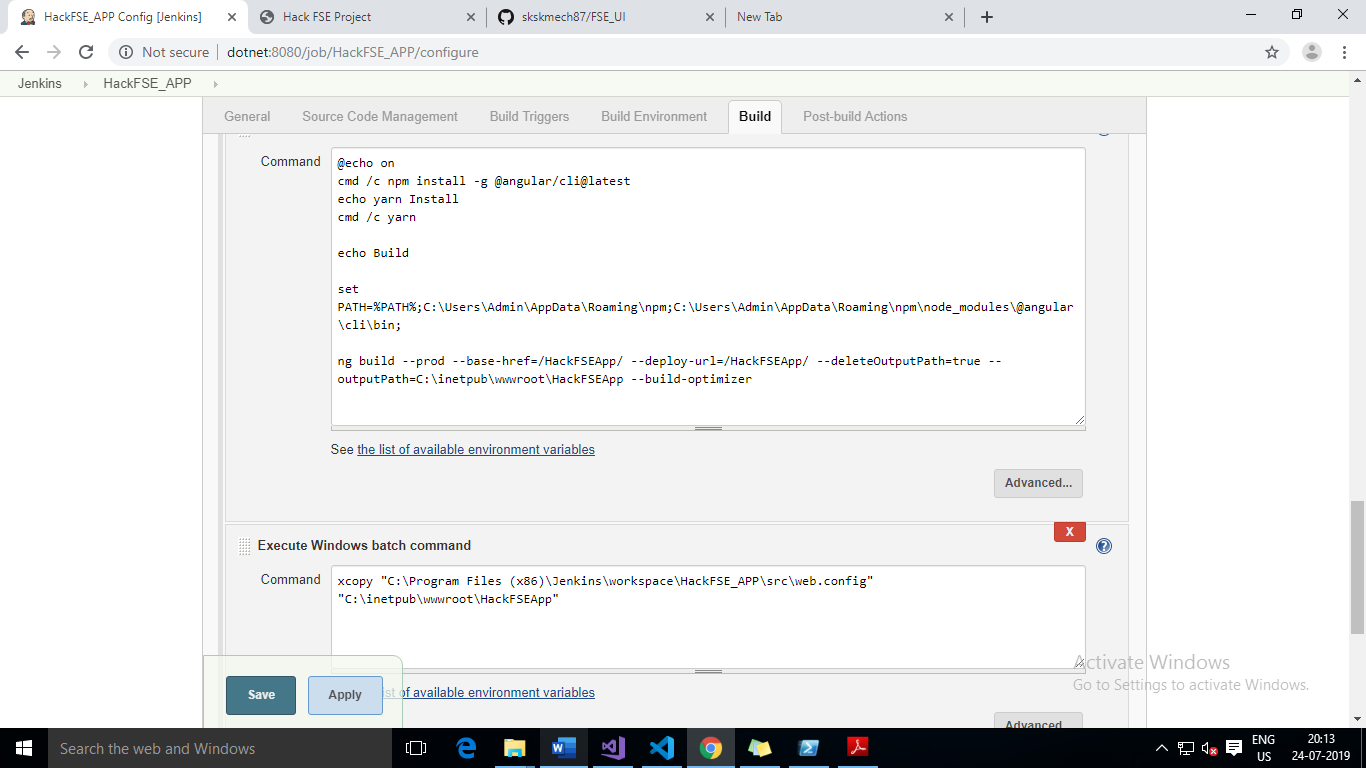 HackFSE_APP Config [Jenkins]
Hack FSE Project
skskmech87/FSE_UI
New Tab
Not secure
dotnet:8080/job/HackFSE_APP/configure
Jenkins
HackFSE_APP
General
Source Code Management
Build Triggers
Build Environment
Build
Post-build Actions
Command
@echo on
cmd /c npm install -g @angular/cli@latest
echo yarn Install
cmd /c yarn
echo Build
set
PATH=%PATH%;C:\Users\Admin\AppData\Roaming\npm;C:\Users\Admin\AppData\Roaming\npm\node_modules\@angular
\cli\bin;
ng build --prod --base-href=/HackFSEApp/ --deploy-url=/HackFSEApp/ --deleteOutputPath=true --
outputPath=C:\inetpub\wwwroot\HackFSEApp --build-optimizer
See the list of available environment variables
Advanced...
X
Execute Windows batch command
Command
xcopy "C:\Program Files (x86)\Jenkins\workspace\HackFSE_APP\src\web.config"
"C:\inetpub\wwwroot\HackFSEApp"
Activate Windows
Go to Settings to activate Windows.
Save
Apply
of available environment variables
Advanced
Search the web and Windows
ENG
US
20:13
24-07-2019